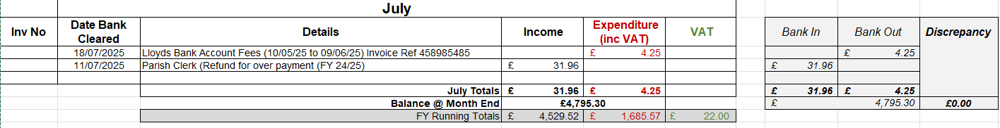 July
Inv No Date Bank Cleared Details Income Expenditure (inc VAT) VAT Bank In Bank Out Discrepancy
18/07/2025 Lloyds Bank Account Fees (10/05/25 to 09/06/25) Invoice Ref 458985485 £ 4.25 £ 4.25
11/07/2025 Parish Clerk (Refund for over payment (FY 24/25) £ 31.96 £ 31.96
July Totals £ 31.96 £ 4.25 £ 31.96 £ 4.25
Balance @ Month End £4,795.30 £ 4,795.30 £0.00
FY Running Totals £ 4,529.52 £ 1,685.57 £ 22.00